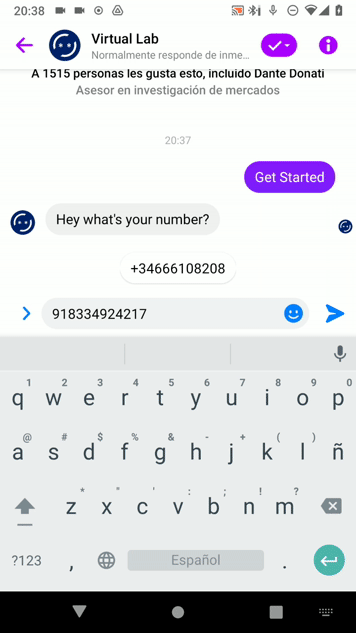 20:38
Virtual Lab
Normalmente responde de inme...
A 1515 personas les gusta esto, incluido Dante Donati
Asesor en investigación de mercados
20:37
Get Started
Hey what's your number?
+34666108208
918334924217
1 2 3 4 5 6 7 8 9 0
q w e r t y u i o p
@ # $ % & - + ( )
a s d f g h j k l ñ
* " ' : ; ! ?
z x c v b n m
?123 , Español .